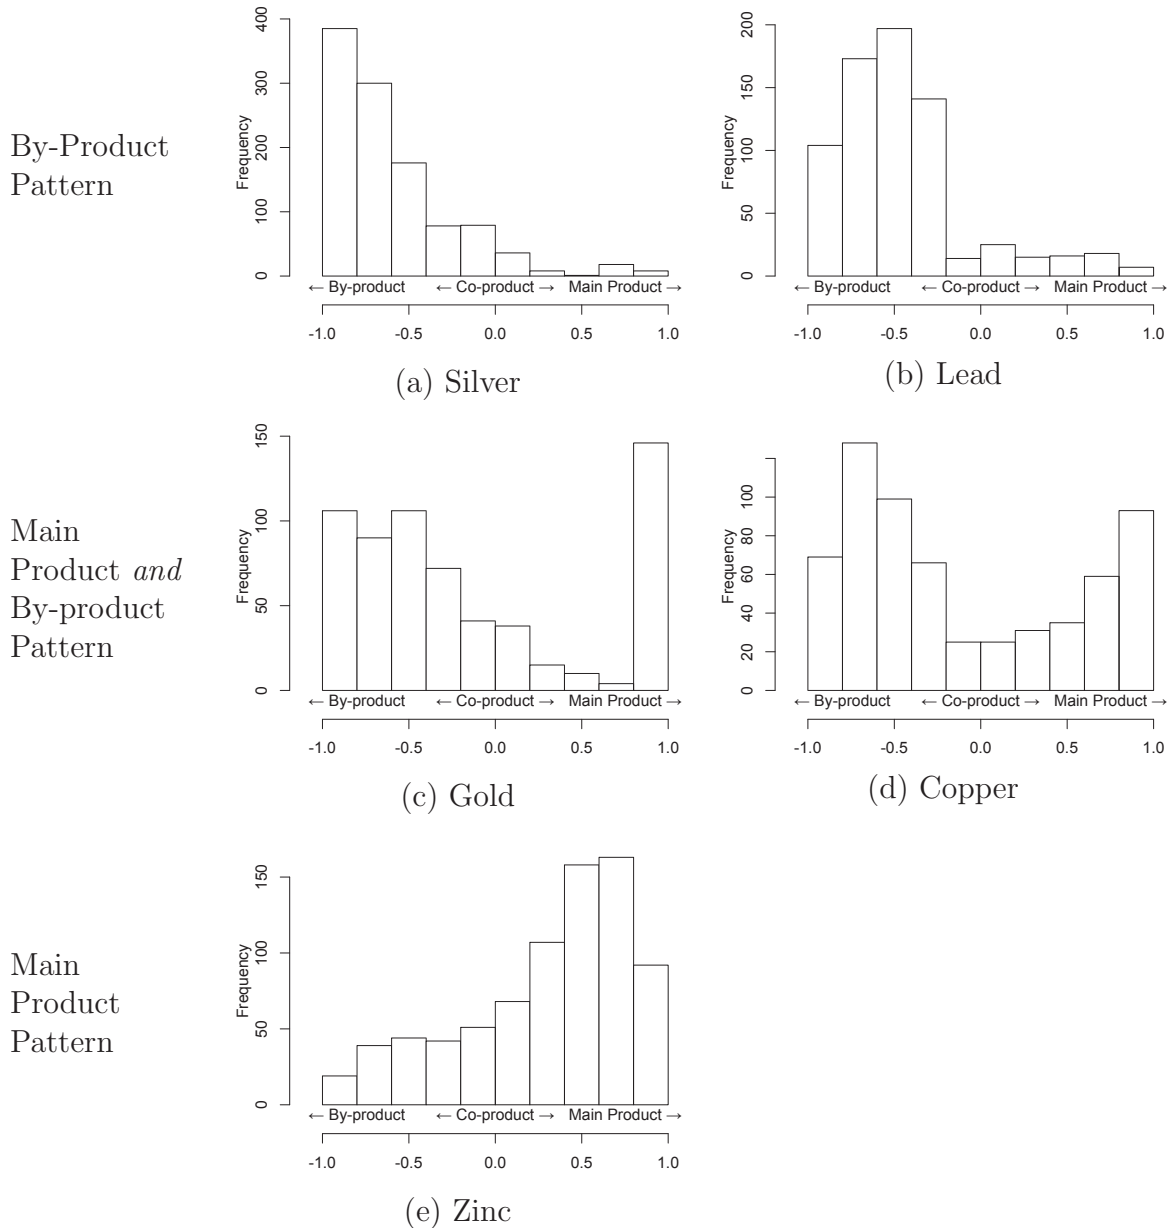 By-Product
Pattern
Frequency
0 100 200 300 400
← By-product ← Co-product → Main Product →
-1.0 -0.5 0.0 0.5 1.0
(a) Silver
Frequency
0 50 100 150 200
← By-product ← Co-product → Main Product →
-1.0 -0.5 0.0 0.5 1.0
(b) Lead
Main
Product and
By-product
Pattern
Frequency
0 50 100 150
← By-product ← Co-product → Main Product →
-1.0 -0.5 0.0 0.5 1.0
(c) Gold
Frequency
0 20 40 60 80 100
← By-product ← Co-product → Main Product →
-1.0 -0.5 0.0 0.5 1.0
(d) Copper
Main
Product
Pattern
Frequency
0 50 100 150
← By-product ← Co-product → Main Product →
-1.0 -0.5 0.0 0.5 1.0
(e) Zinc